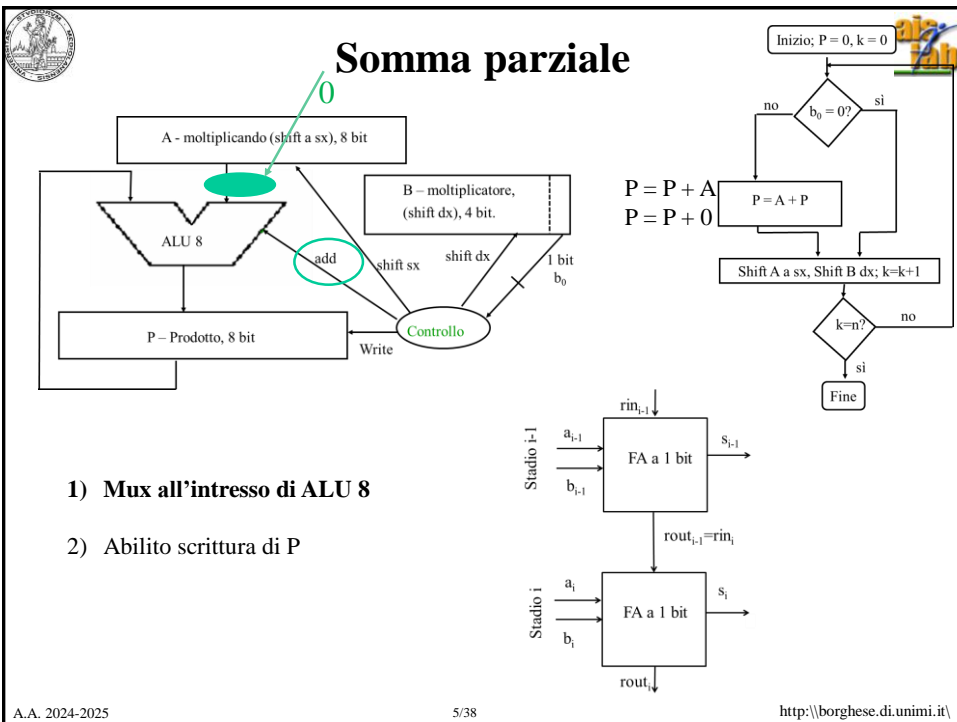 Somma parziale
0
A - moltiplicando (shift a sx), 8 bit
B – moltiplicatore,
(shift dx), 4 bit.
ALU 8
add
shift sx
shift dx
1 bit
b0
P – Prodotto, 8 bit
Write
Controllo
Inizio; P = 0, k = 0
no
b0 = 0?
sì
P = P + A
P = P + 0
P = A + P
Shift A a sx, Shift B dx; k=k+1
k=n?
no
sì
Fine
1) Mux all'intresso di ALU 8
2) Abilito scrittura di P
rini-1
Stadio i-1
ai-1
bi-1
FA a 1 bit
si-1
routi-1=rini
Stadio i
ai
bi
FA a 1 bit
si
routi
A.A. 2024-2025
5/38
http:\\borghese.di.unimi.it\